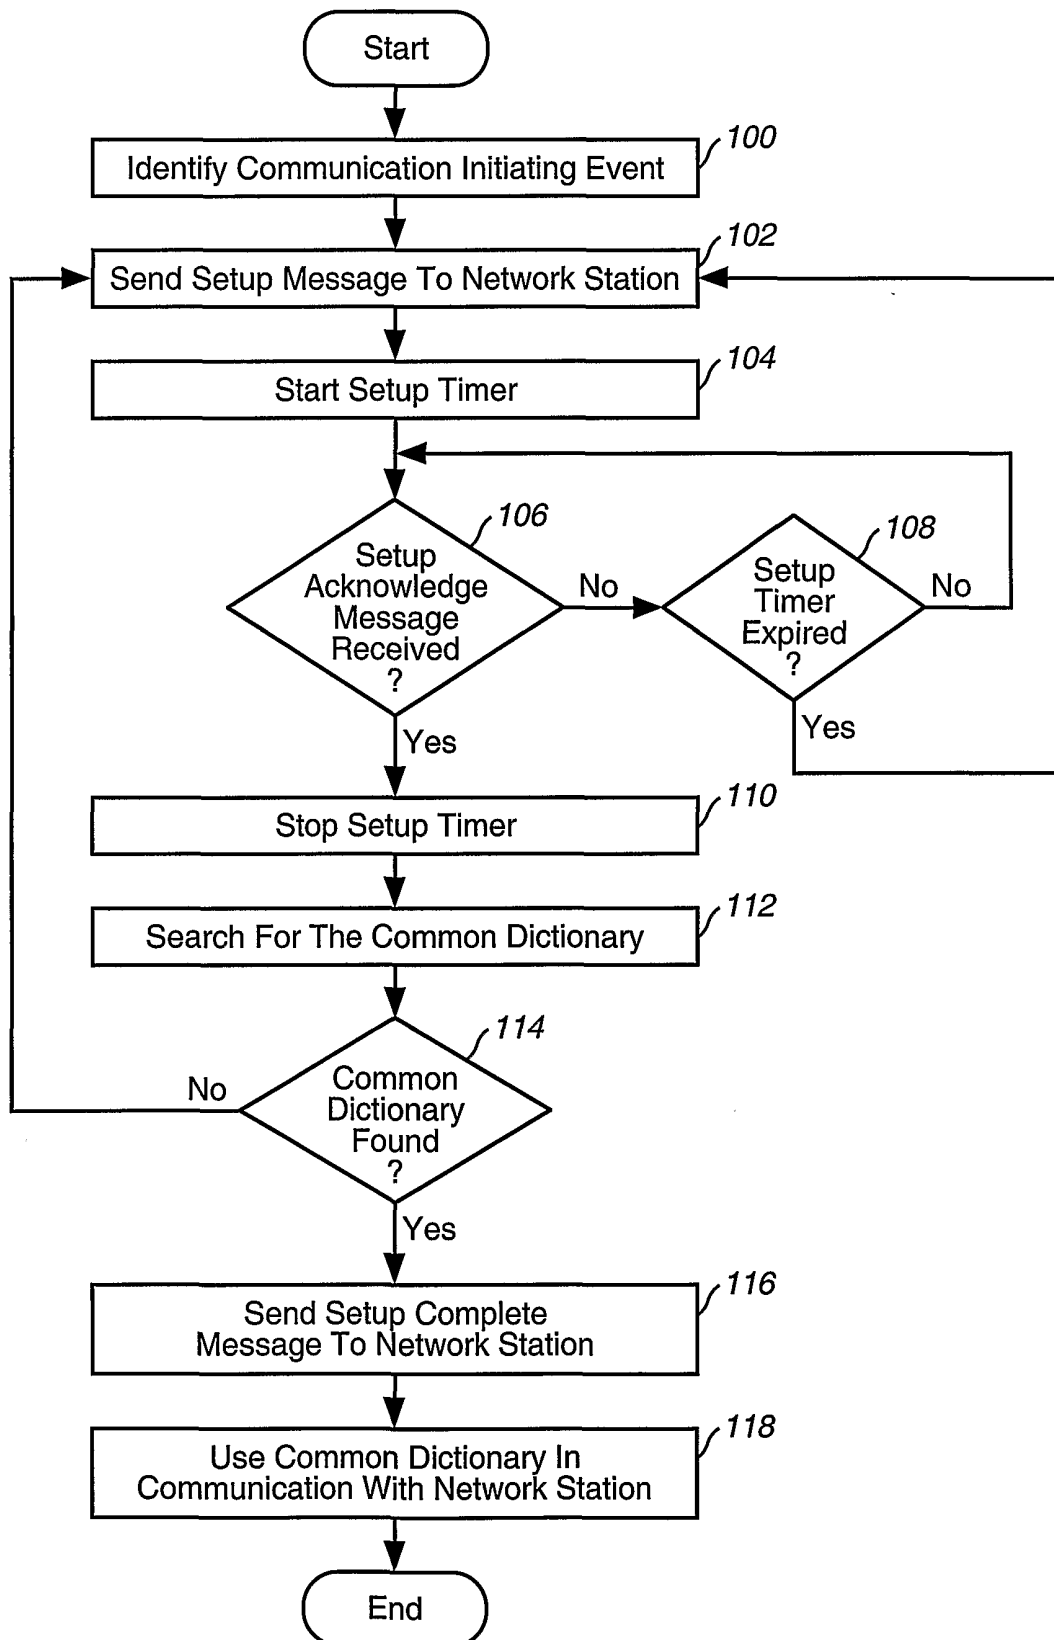 Start
100
Identify Communication Initiating Event
102
Send Setup Message To Network Station
104
Start Setup Timer
106
Setup
Acknowledge
Message
Received
?
No
108
Setup
Timer
Expired
?
No
Yes
Yes
110
Stop Setup Timer
112
Search For The Common Dictionary
114
Common
Dictionary
Found
?
No
Yes
116
Send Setup Complete
Message To Network Station
118
Use Common Dictionary In
Communication With Network Station
End